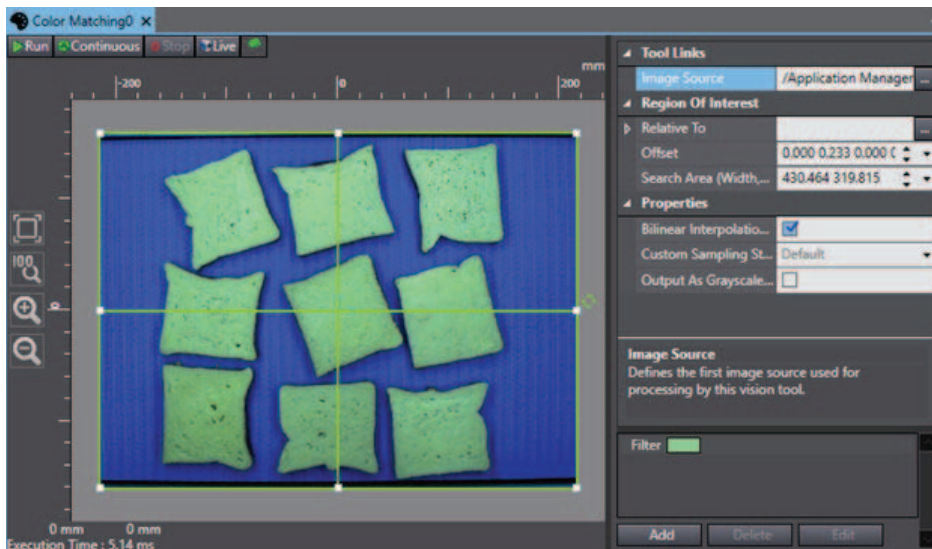 Color Matching0
Run Continuous Stop Live
mm
-200 0 200
100
0
0 mm 0 mm
Execution Time : 5.14 ms
Tool Links
Image Source /Application Manager ...
Region Of Interest
Relative To ...
Offset 0.000 0.233 0.000
Search Area (Width,... 430.464 319.815
Properties
Bilinear Interpolatio...
Custom Sampling St... Default
Output As Grayscale...
Image Source
Defines the first image source used for
processing by this vision tool.
Filter
Add Delete Edit